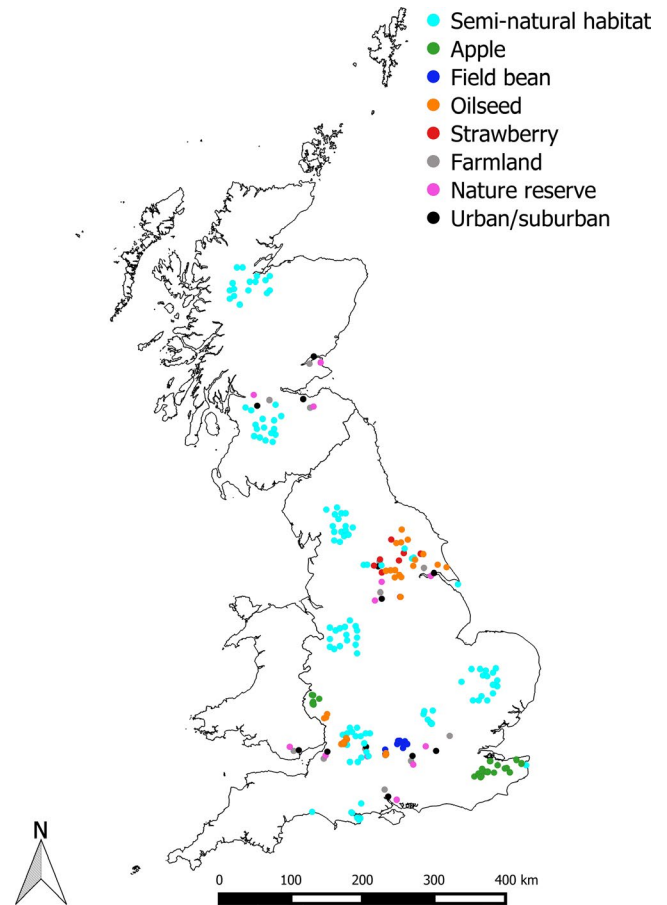 Semi-natural habitat
Apple
Field bean
Oilseed
Strawberry
Farmland
Nature reserve
Urban/suburban
N
0 100 200 300 400 km